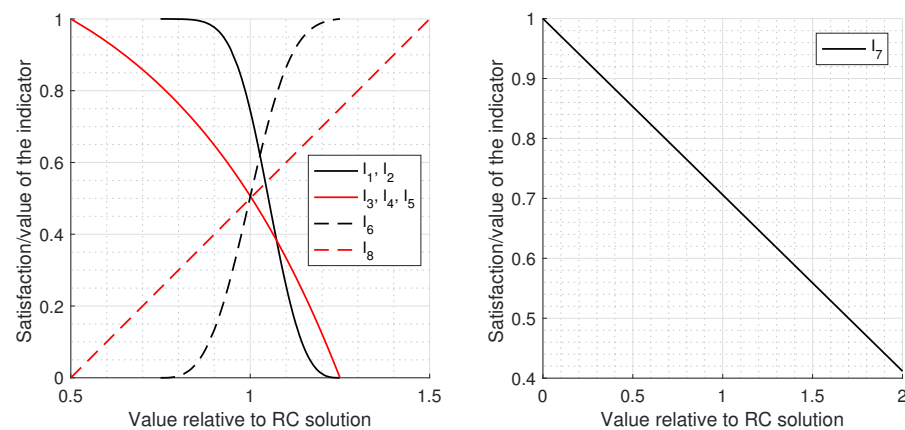 Satisfaction/value of the indicator
1
0.8
0.6
0.4
0.2
0
0.5
1
1.5
Value relative to RC solution
I1, I2
I3, I4, I5
I6
I8
Satisfaction/value of the indicator
1
0.9
0.8
0.7
0.6
0.5
0.4
0
0.5
1
1.5
2
Value relative to RC solution
I7